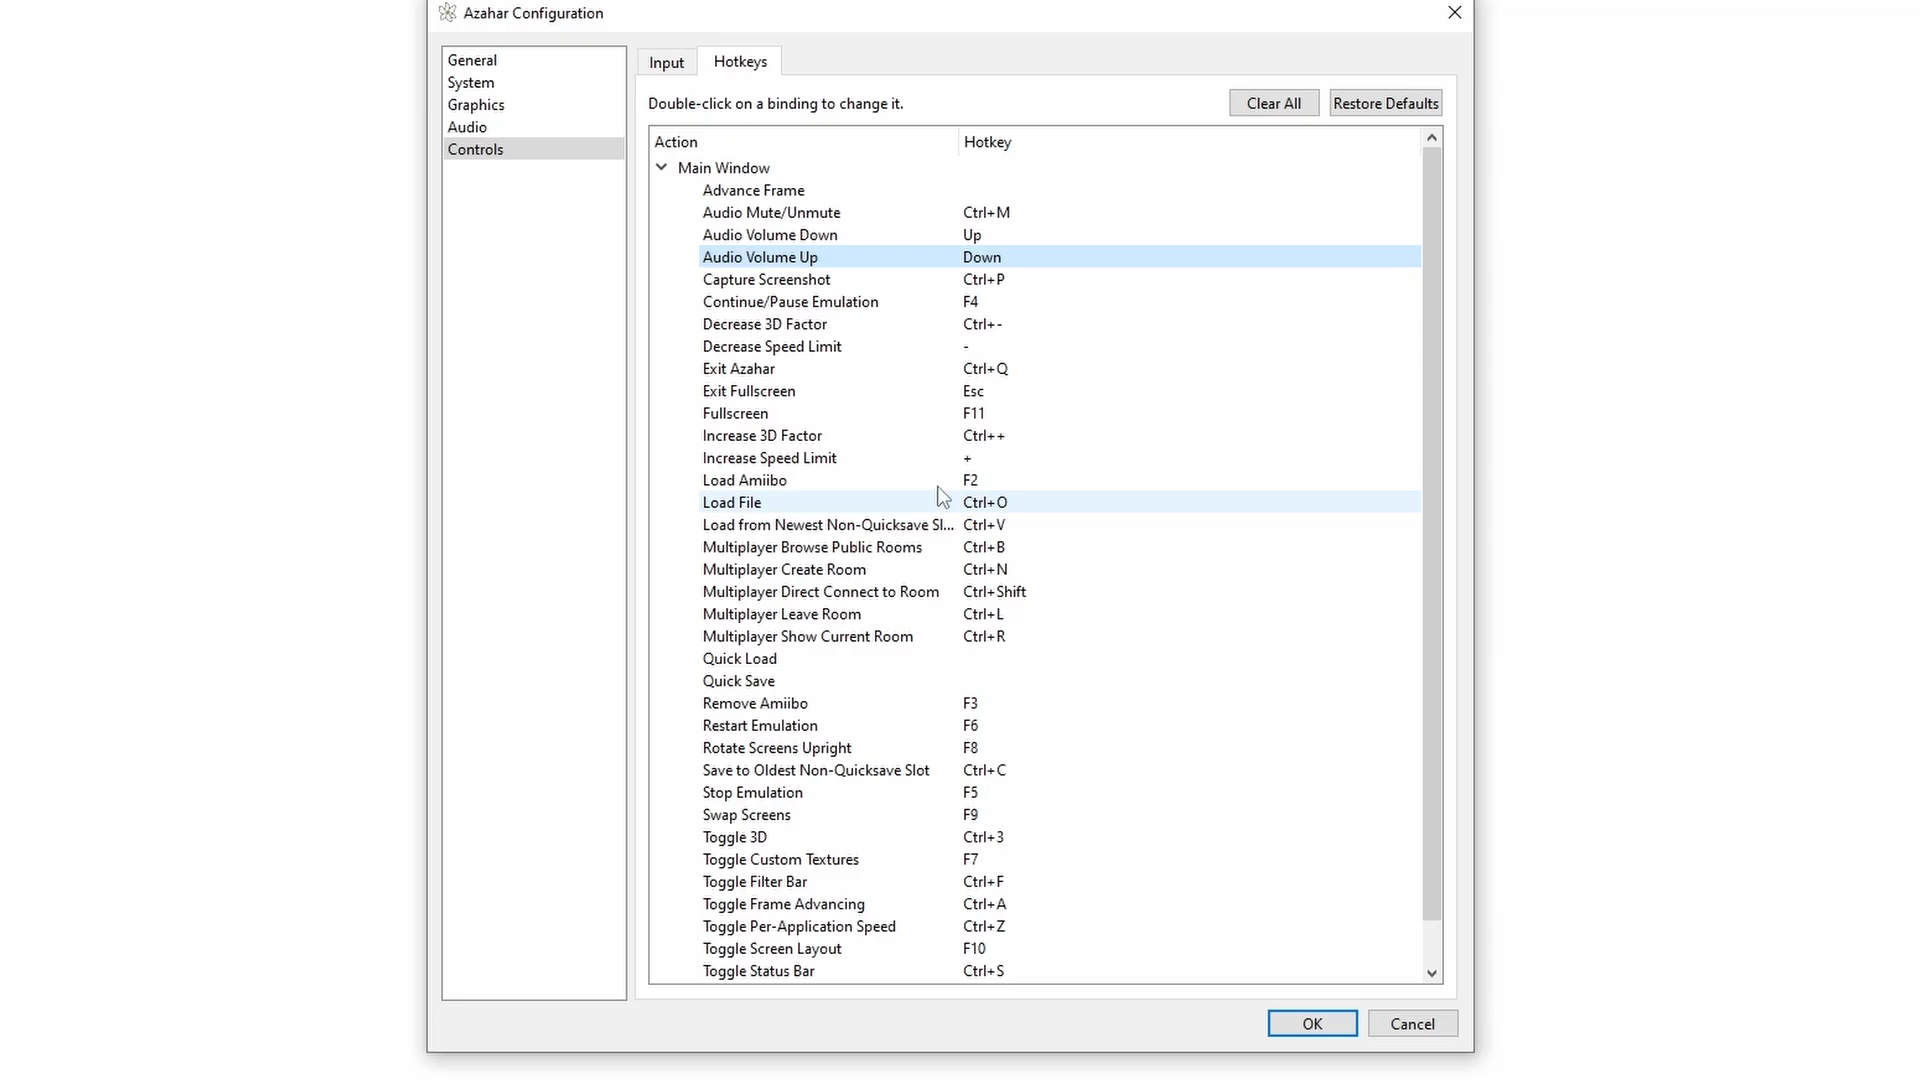 Azahar Configuration
General
System
Graphics
Audio
Controls
Input Hotkeys
Double-click on a binding to change it. Clear All Restore Defaults
Action Hotkey
Main Window
Advance Frame
Audio Mute/Unmute Ctrl+M
Audio Volume Down Up
Audio Volume Up Down
Capture Screenshot Ctrl+P
Continue/Pause Emulation F4
Decrease 3D Factor Ctrl+-
Decrease Speed Limit -
Exit Azahar Ctrl+Q
Exit Fullscreen Esc
Fullscreen F11
Increase 3D Factor Ctrl++
Increase Speed Limit +
Load Amiibo F2
Load File Ctrl+O
Load from Newest Non-Quicksave Sl... Ctrl+V
Multiplayer Browse Public Rooms Ctrl+B
Multiplayer Create Room Ctrl+N
Multiplayer Direct Connect to Room Ctrl+Shift
Multiplayer Leave Room Ctrl+L
Multiplayer Show Current Room Ctrl+R
Quick Load
Quick Save
Remove Amiibo F3
Restart Emulation F6
Rotate Screens Upright F8
Save to Oldest Non-Quicksave Slot Ctrl+C
Stop Emulation F5
Swap Screens F9
Toggle 3D Ctrl+3
Toggle Custom Textures F7
Toggle Filter Bar Ctrl+F
Toggle Frame Advancing Ctrl+A
Toggle Per-Application Speed Ctrl+Z
Toggle Screen Layout F10
Toggle Status Bar Ctrl+S
OK Cancel